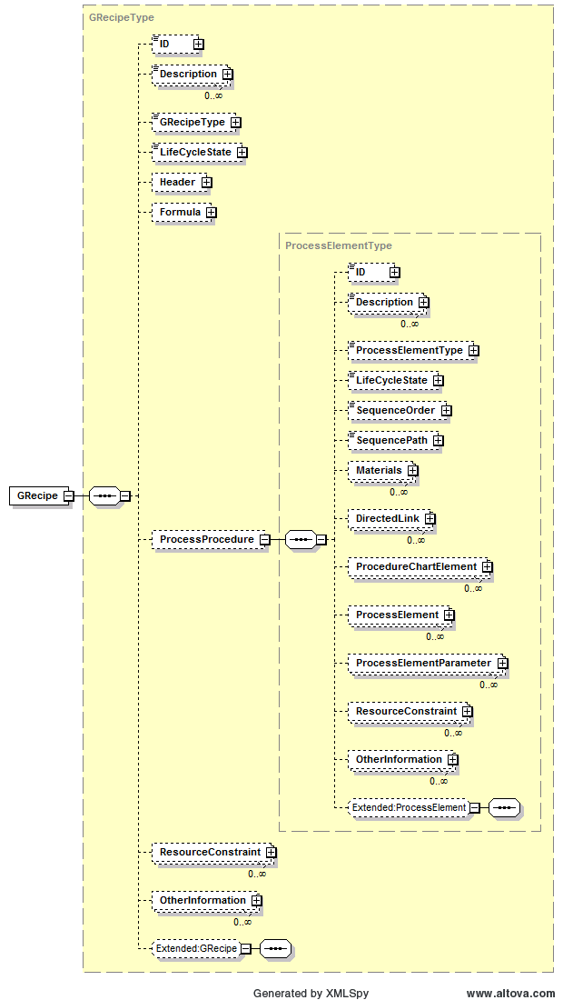 GRecipeType
ID
Description
0..∞
GRecipeType
LifeCycleState
Header
Formula
ProcessElementType
ID
Description
0..∞
ProcessElementType
LifeCycleState
SequenceOrder
SequencePath
Materials
0..∞
GRecipe
DirectedLink
0..∞
ProcessProcedure
ProcedureChartElement
0..∞
ProcessElement
0..∞
ProcessElementParameter
0..∞
ResourceConstraint
0..∞
OtherInformation
0..∞
Extended:ProcessElement
ResourceConstraint
0..∞
OtherInformation
0..∞
Extended:GRecipe
Generated by XMLSpy www.altova.com